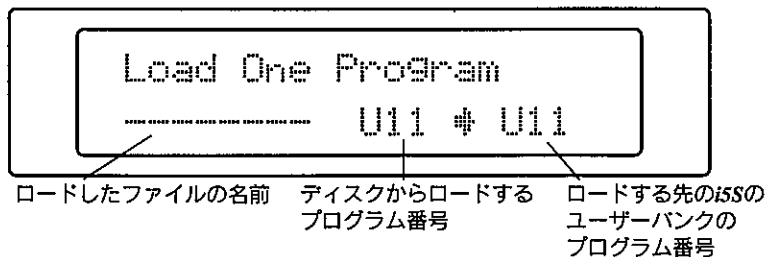 Load One Program
---------- U11 → U11
ロードしたファイルの名前
ディスクからロードする
プログラム番号
ロードする先のi5Sの
ユーザーバンクの
プログラム番号